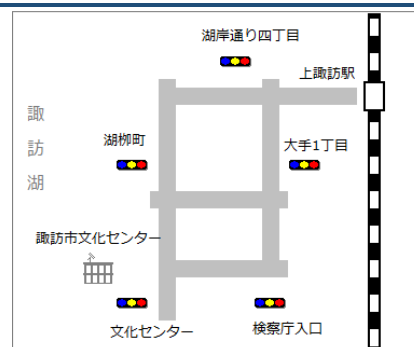 湖岸通り四丁目
上諏訪駅
諏
訪
湖
湖柳町
大手1丁目
諏訪市文化センター
文化センター
検察庁入口